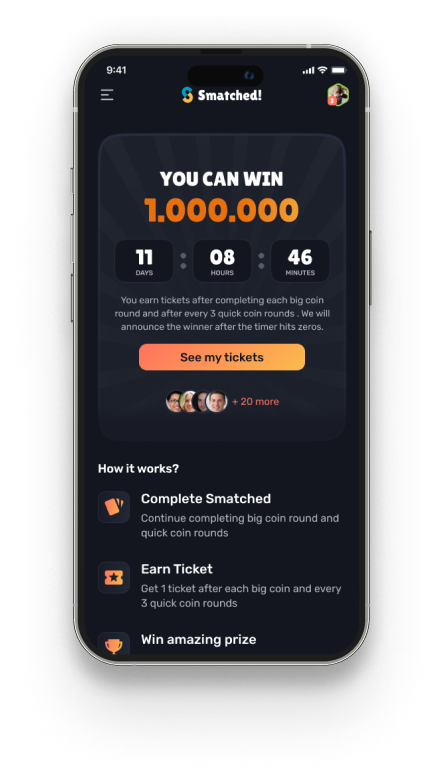 9:41
Smatched!
YOU CAN WIN
1.000.000
11 08 46
DAYS HOURS MINUTES
You earn tickets after completing each big coin
round and after every 3 quick coin rounds . We will
announce the winner after the timer hits zeros.
See my tickets
+ 20 more
How it works?
Complete Smatched
Continue completing big coin round and
quick coin rounds
Earn Ticket
Get 1 ticket after each big coin and every
3 quick coin rounds
Win amazing prize